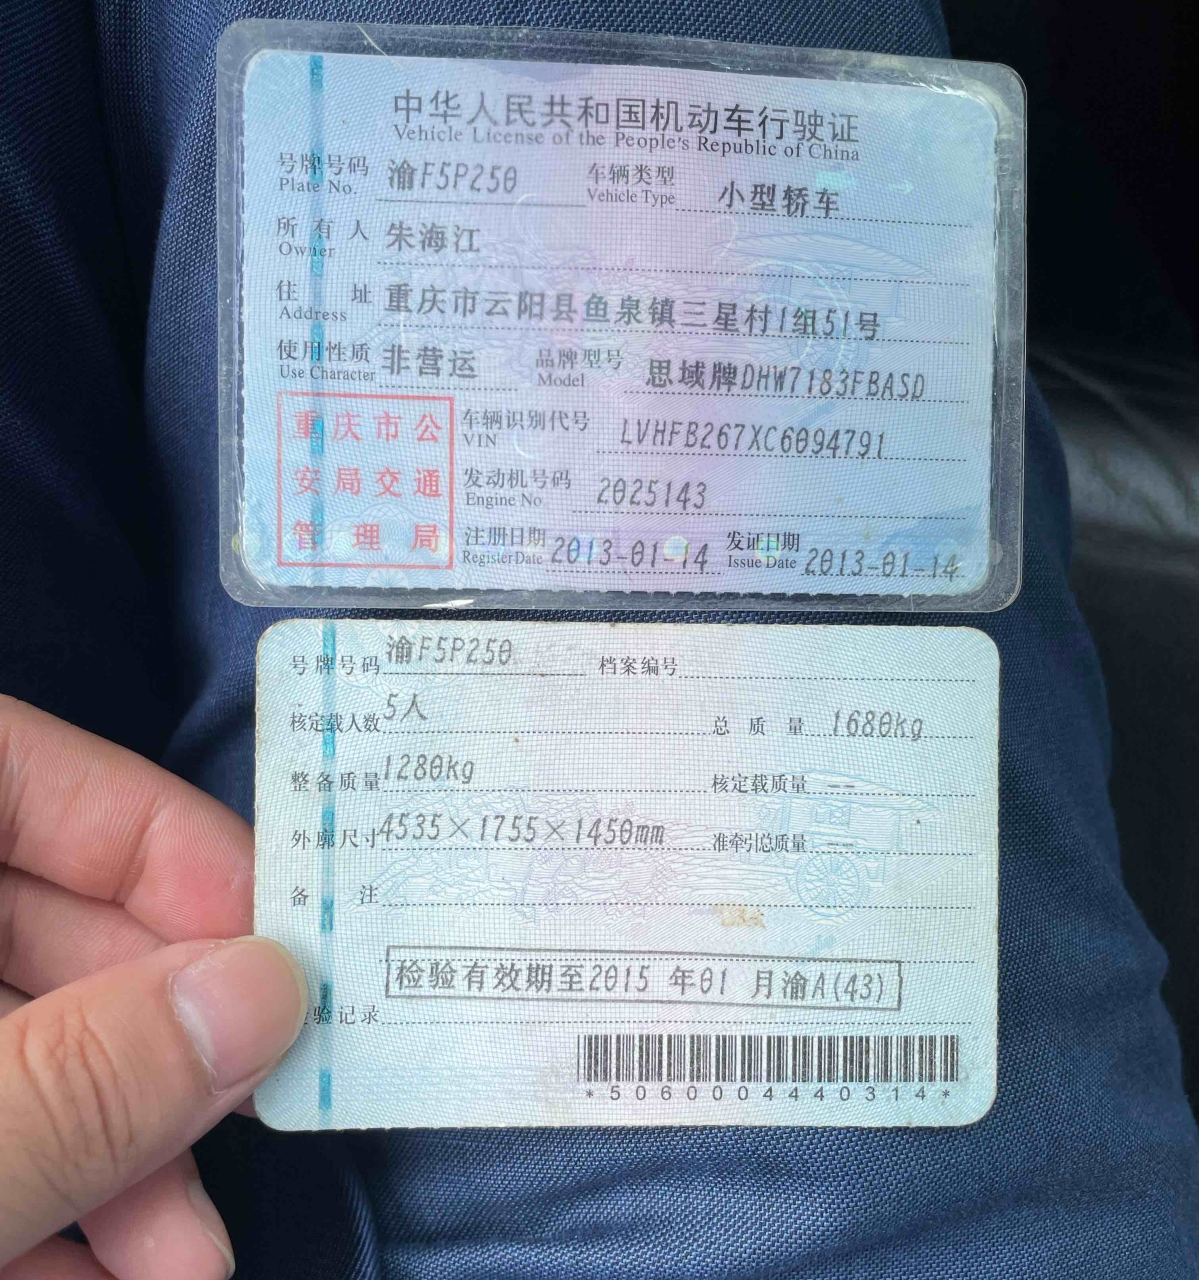 中华人民共和国机动车行驶证
Vehicle License of the People's Republic of China
号牌号码 渝F5P250 车辆类型 小型轿车
Plate No. Vehicle Type
所有人 朱海江
Owner
住址 重庆市云阳县鱼泉镇三星村1组51号
Address
使用性质 非营运 品牌型号 思域牌DHW7183FBASD
Use Character Model
重庆市公
安局交通
管理局
车辆识别代号 LVHFB267XC6094791
VIN
发动机号码 2025143
Engine No.
注册日期 2013-01-14 发证日期 2013-01-14
Register Date Issue Date
号牌号码 渝F5P250 档案编号
核定载人数 5人 总质量 1680kg
整备质量 1280kg 核定载质量 --
外廓尺寸 4535×1755×1450mm 准牵引总质量 --
备注
检验有效期至2015 年01 月渝A(43)
验记录
*5060004440314*